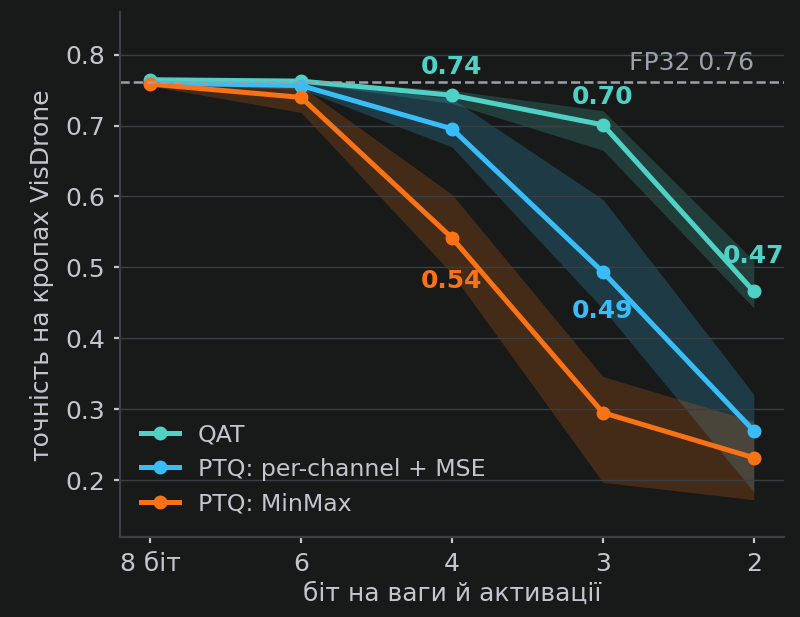 0.8
0.7
0.6
0.5
0.4
0.3
0.2
точність на кропах VisDrone
FP32 0.76
0.74
0.70
0.47
0.54
0.49
QAT
PTQ: per-channel + MSE
PTQ: MinMax
8 біт
6
4
3
2
біт на ваги й активації